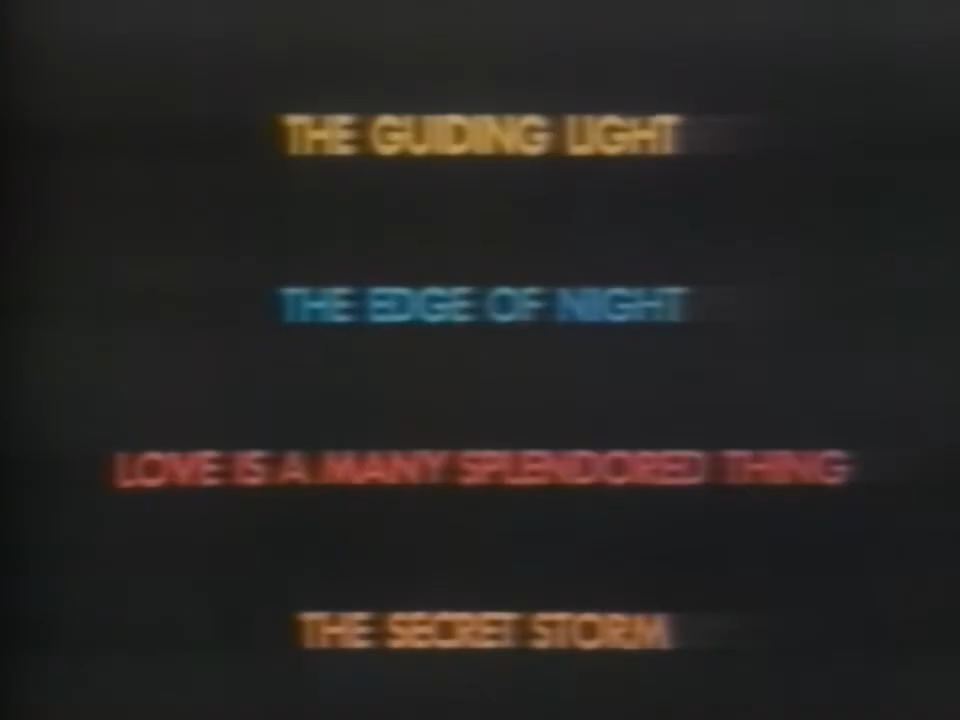 THE GUIDING LIGHT
THE EDGE OF NIGHT
LOVE IS A MANY SPLENDORED THING
THE SECRET STORM